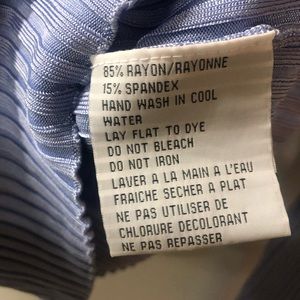 85% RAYON/RAYONNE
15% SPANDEX
HAND WASH IN COOL
WATER
LAY FLAT TO DYE
DO NOT BLEACH
DO NOT IRON
LAVER A LA MAIN A L'EAU
FRAICHE SECHER A PLAT
NE PAS UTILISER DE
CHLORURE DECOLORANT
NE PAS REPASSER